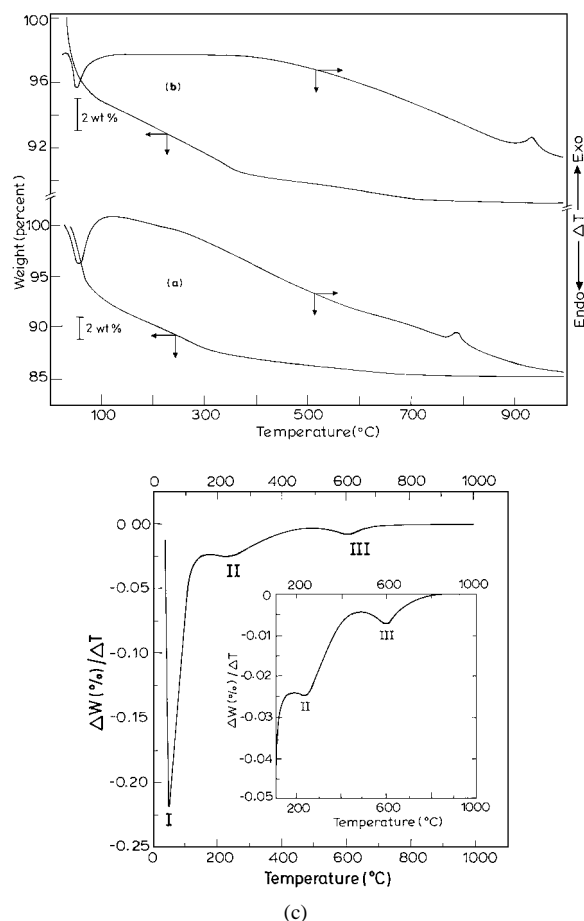 100
96
92
100
95
90
85
Weight (percent)
(b)
2 wt %
(a)
2 wt %
Exo
ΔT
Endo
100 300 500 700 900
Temperature (°C)
0 200 400 600 800 1000
0 00
-0.05
-0.10
-0.15
-0.20
-0.25
ΔW (%) / ΔT
I
II
III
200 600 1000
0
-0.01
-0.02
-0.03
-0.04
-0.05
ΔW (%) / ΔT
II
III
200 600 1000
Temperature (°C)
0 200 400 600 800 1000
Temperature (°C)
(c)